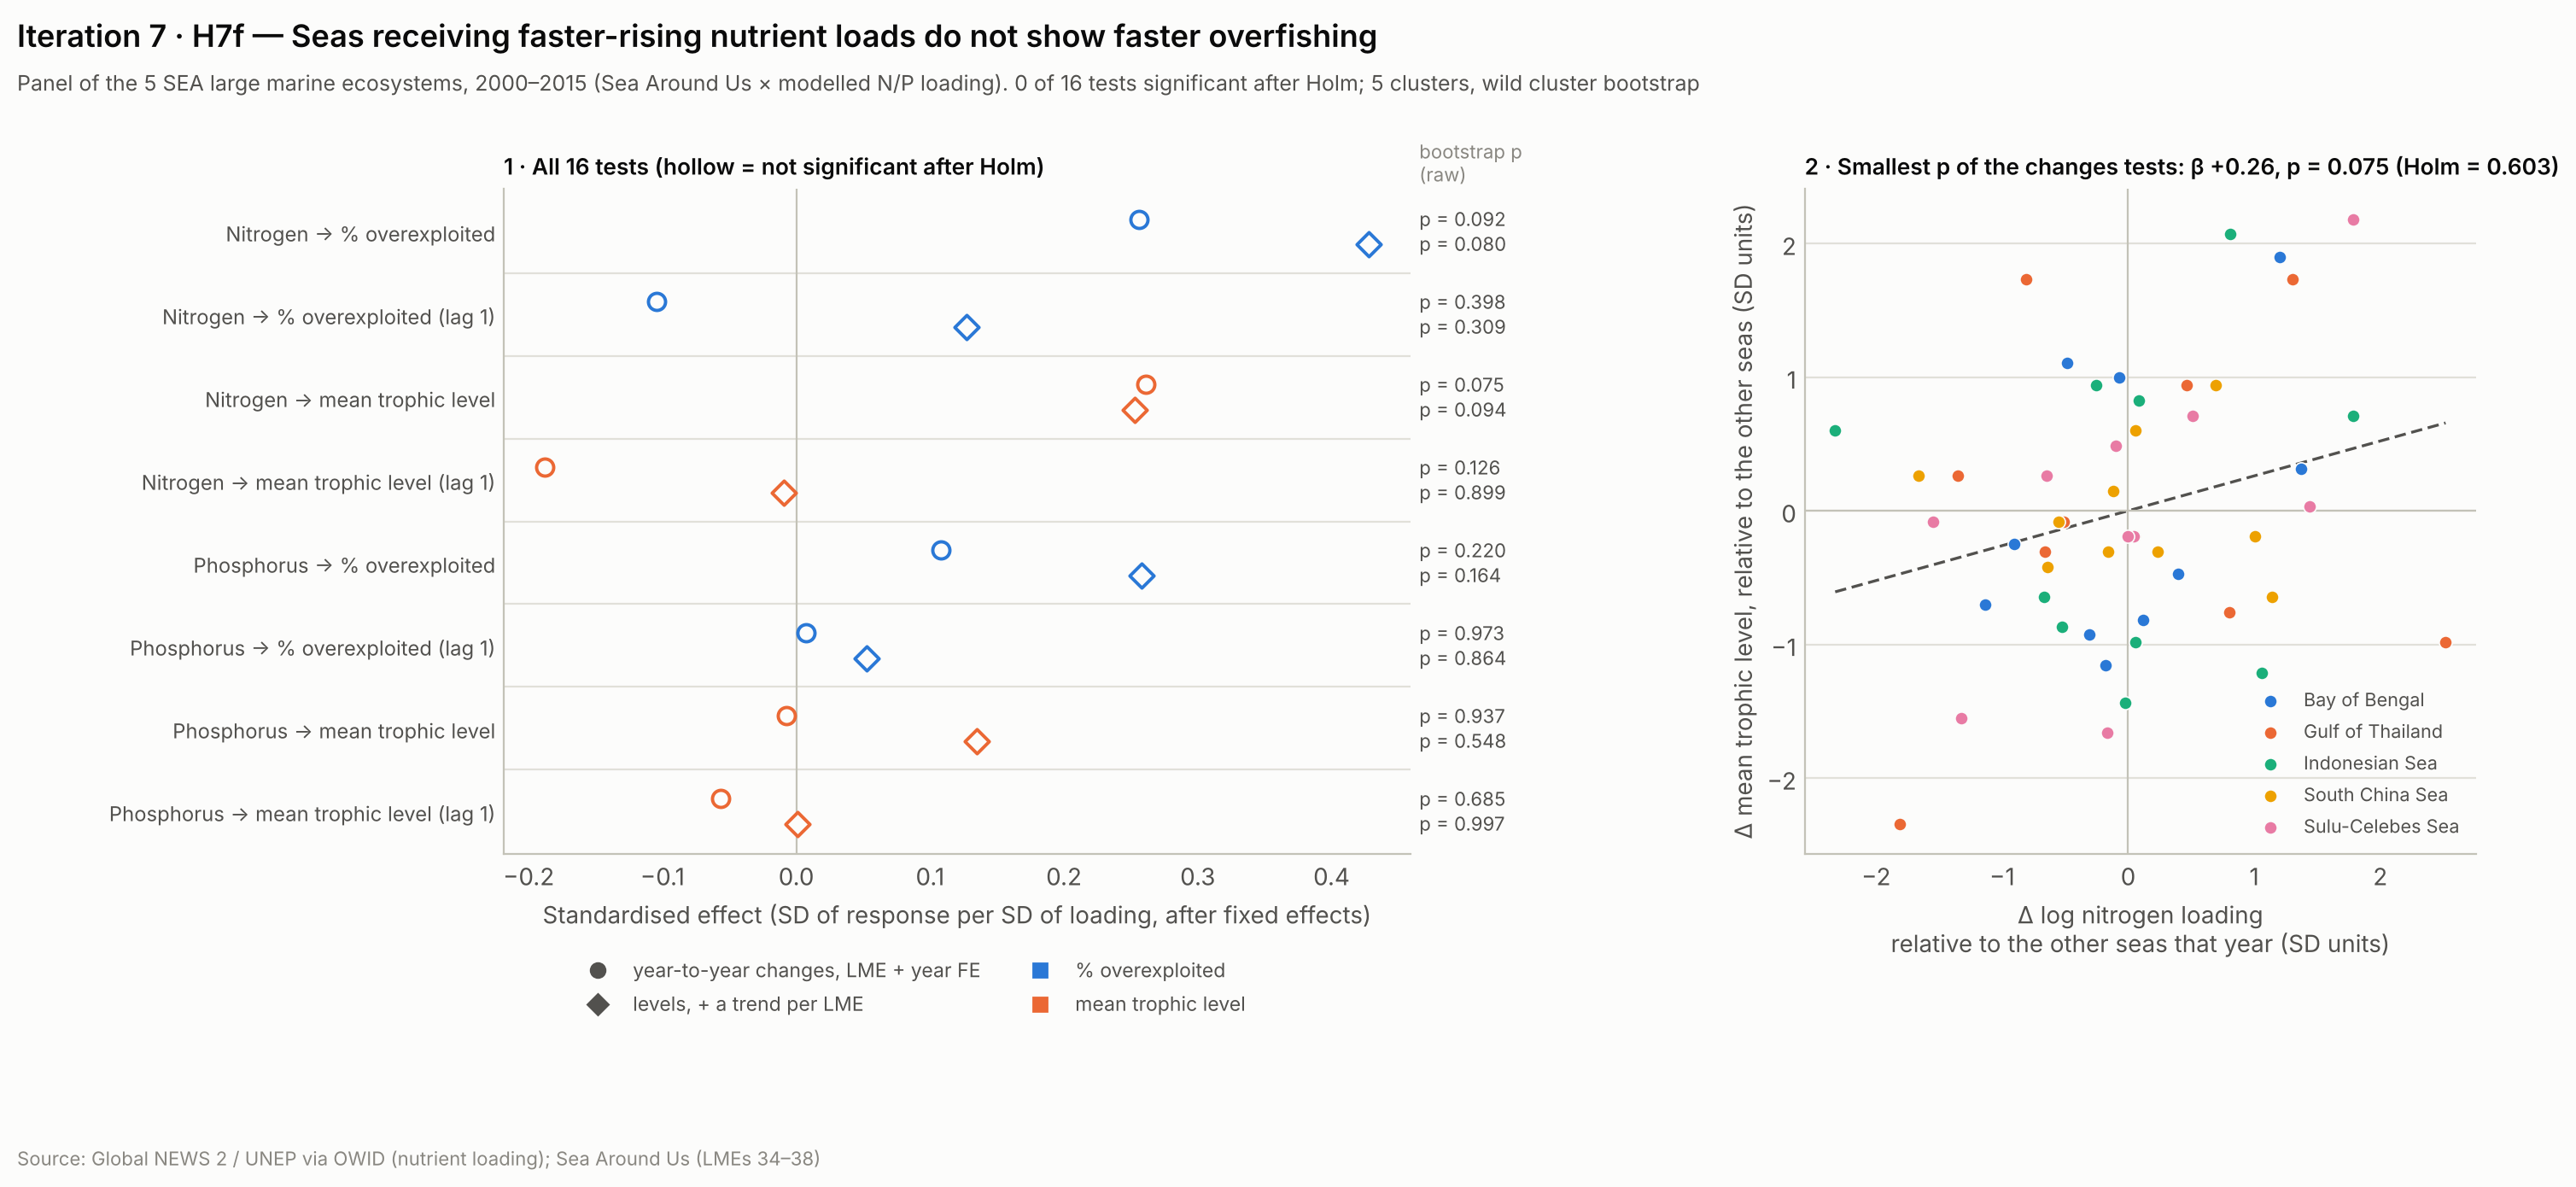 Iteration 7 · H7f — Seas receiving faster-rising nutrient loads do not show faster overfishing
Panel of the 5 SEA large marine ecosystems, 2000–2015 (Sea Around Us × modelled N/P loading). 0 of 16 tests significant after Holm; 5 clusters, wild cluster bootstrap
1 · All 16 tests (hollow = not significant after Holm)
bootstrap p
(raw)
Nitrogen → % overexploited
p = 0.092
p = 0.080
Nitrogen → % overexploited (lag 1)
p = 0.398
p = 0.309
Nitrogen → mean trophic level
p = 0.075
p = 0.094
Nitrogen → mean trophic level (lag 1)
p = 0.126
p = 0.899
Phosphorus → % overexploited
p = 0.220
p = 0.164
Phosphorus → % overexploited (lag 1)
p = 0.973
p = 0.864
Phosphorus → mean trophic level
p = 0.937
p = 0.548
Phosphorus → mean trophic level (lag 1)
p = 0.685
p = 0.997
−0.2 −0.1 0.0 0.1 0.2 0.3 0.4
Standardised effect (SD of response per SD of loading, after fixed effects)
year-to-year changes, LME + year FE
levels, + a trend per LME
% overexploited
mean trophic level
2 · Smallest p of the changes tests: β +0.26, p = 0.075 (Holm = 0.603)
Δ mean trophic level, relative to the other seas (SD units)
2
1
0
−1
−2
Bay of Bengal
Gulf of Thailand
Indonesian Sea
South China Sea
Sulu-Celebes Sea
−2 −1 0 1 2
Δ log nitrogen loading
relative to the other seas that year (SD units)
Source: Global NEWS 2 / UNEP via OWID (nutrient loading); Sea Around Us (LMEs 34–38)